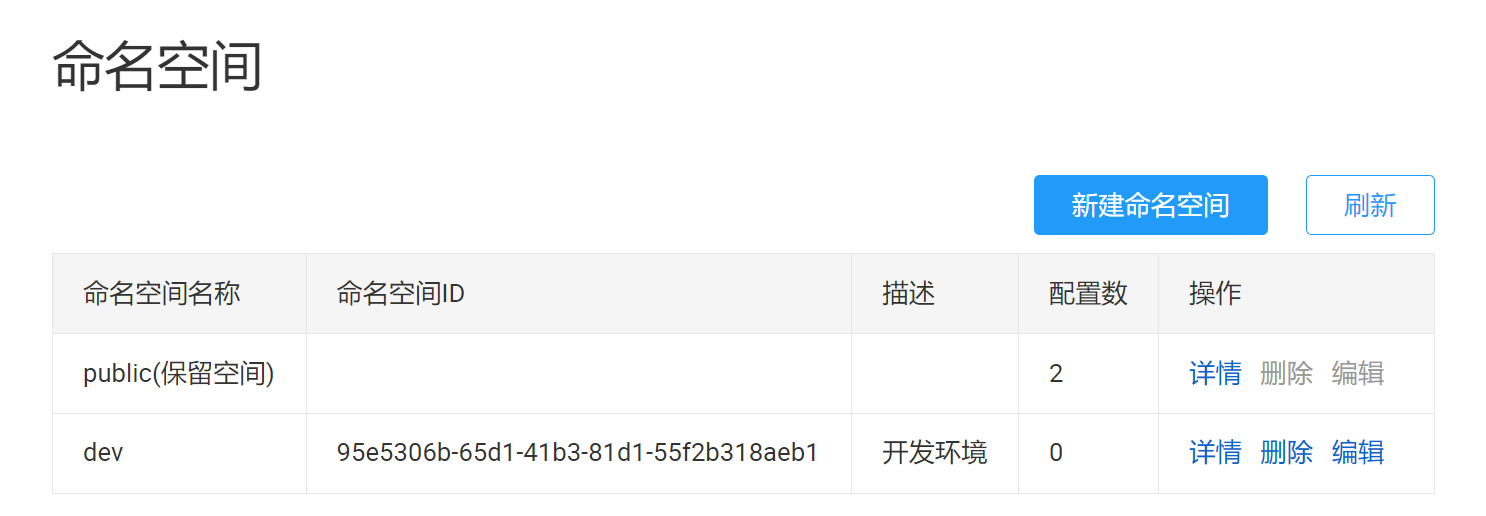 命名空间
新建命名空间 刷新
命名空间名称 命名空间ID 描述 配置数 操作
public(保留空间) 2 详情 删除 编辑
dev 95e5306b-65d1-41b3-81d1-55f2b318aeb1 开发环境 0 详情 删除 编辑